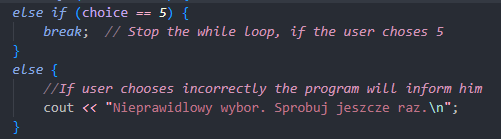 else if (choice == 5) {
break;  // Stop the while loop, if the user choses 5
}
else {
//If user chooses incorrectly the program will inform him
cout << "Nieprawidlowy wybor. Sprobuj jeszcze raz.\n";
}